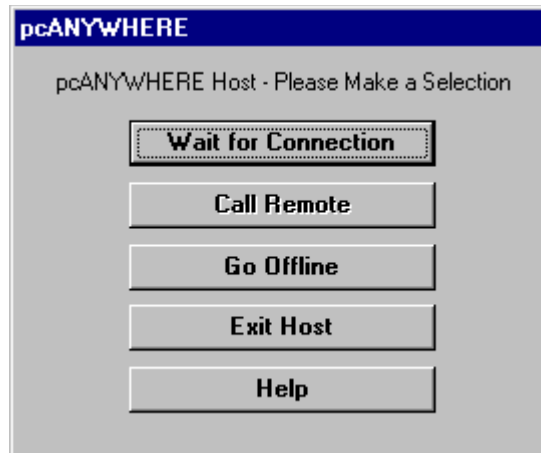 pcANYWHERE
pcANYWHERE Host - Please Make a Selection
Wait for Connection
Call Remote
Go Offline
Exit Host
Help